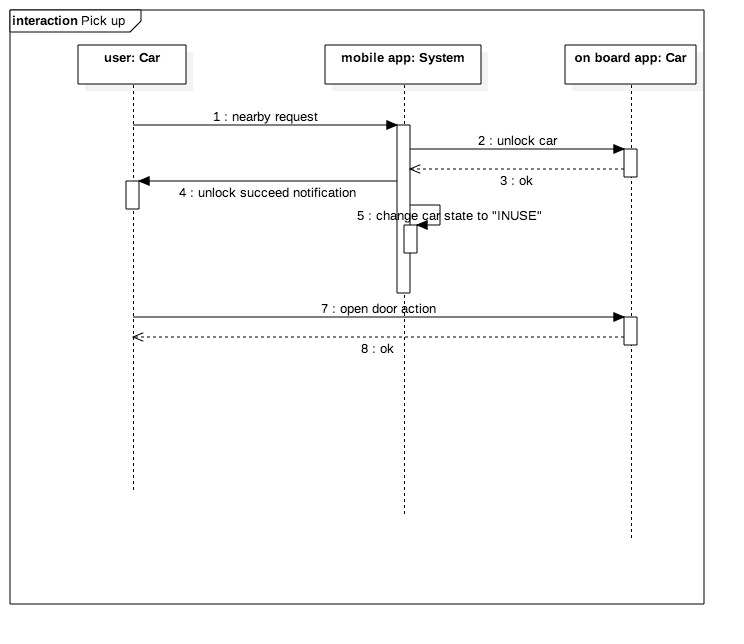 interaction Pick up
user: Car
mobile app: System
on board app: Car
1 : nearby request
2 : unlock car
3 : ok
4 : unlock succeed notification
5 : change car state to "INUSE"
7 : open door action
8 : ok